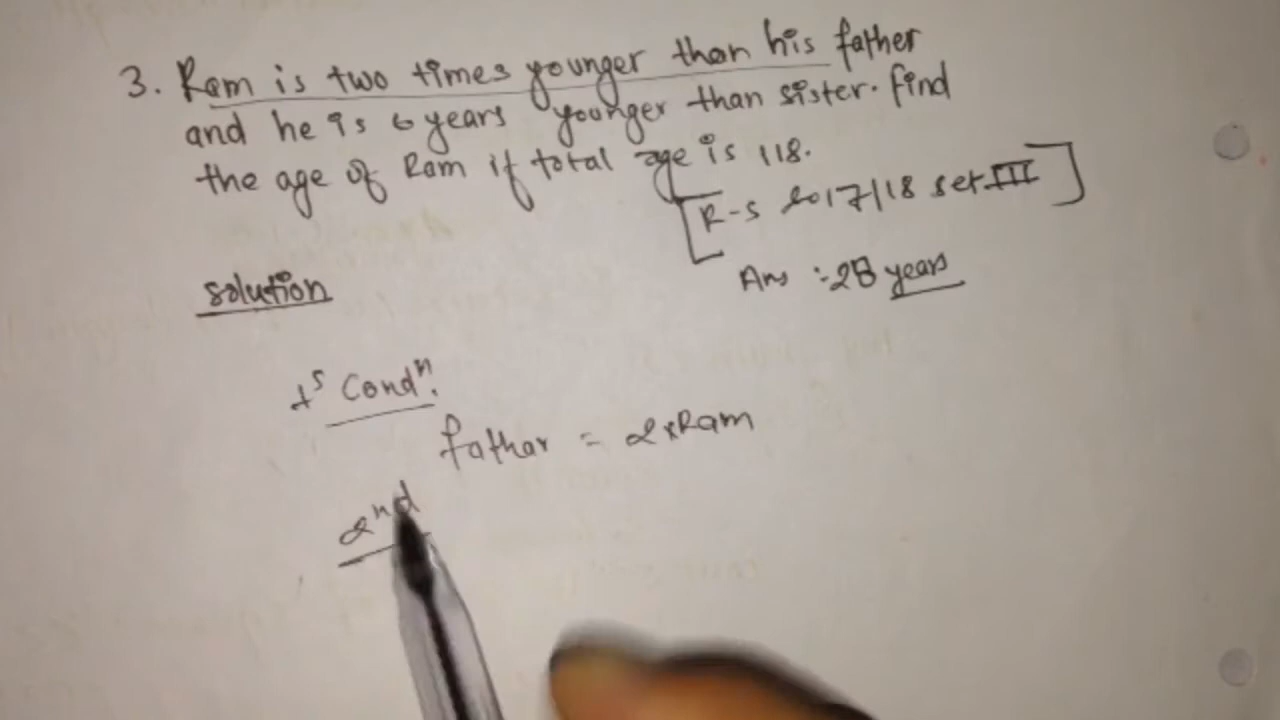 3. Ram is two times younger than his father
and he is 6 years younger than sister. find
the age of Ram if total age is 118.
[R-S 2017/18 set III]
Ans :- 28 years
solution
1s Condn.
father = 2xRam
2nd